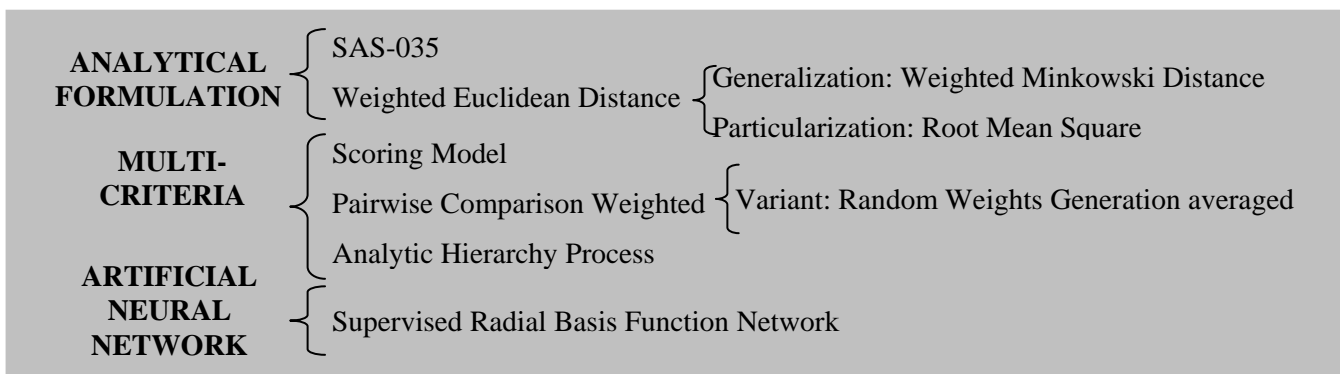 ANALYTICAL
FORMULATION
SAS-035
Weighted Euclidean Distance
Generalization: Weighted Minkowski Distance
Particularization: Root Mean Square
MULTI-
CRITERIA
Scoring Model
Pairwise Comparison Weighted
Variant: Random Weights Generation averaged
Analytic Hierarchy Process
ARTIFICIAL
NEURAL
NETWORK
Supervised Radial Basis Function Network